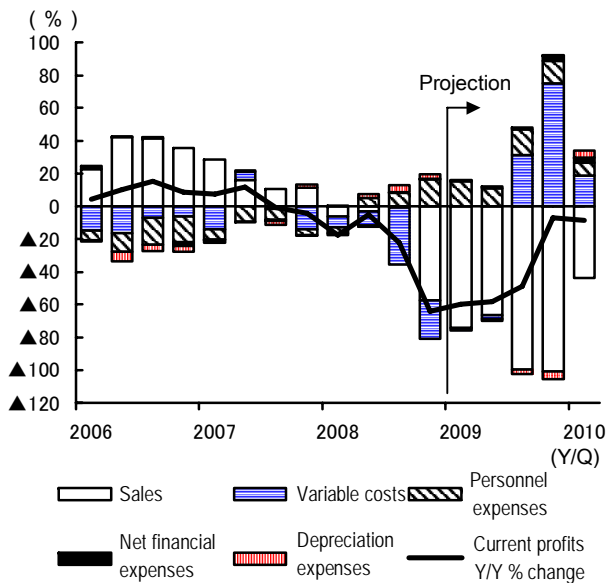 ( % )
100
80
60
40
20
0
▲ 20
▲ 40
▲ 60
▲ 80
▲ 100
▲ 120
Projection
2006 2007 2008 2009 2010
(Y/Q)
Sales
Variable costs
Personnel
expenses
Net financial
expenses
Depreciation
expenses
Current profits
Y/Y % change